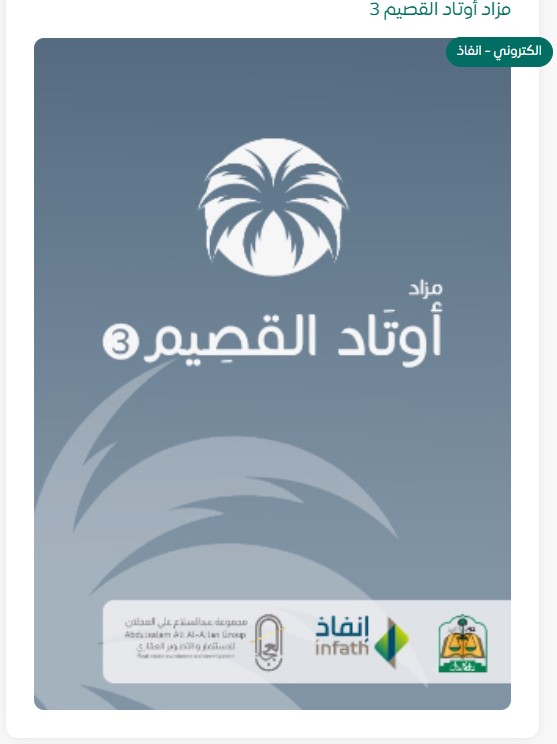 مزاد أوتاد القصيم 3
الكتروني - انفاذ
مزاد
أوتَاد القصِيم 3
إنفاذ
infath
مجموعة عبدالسلام علي العجلان
Abdulsalam Ali Al-Ajlan Group
للاستثمار والتطوير العقاري